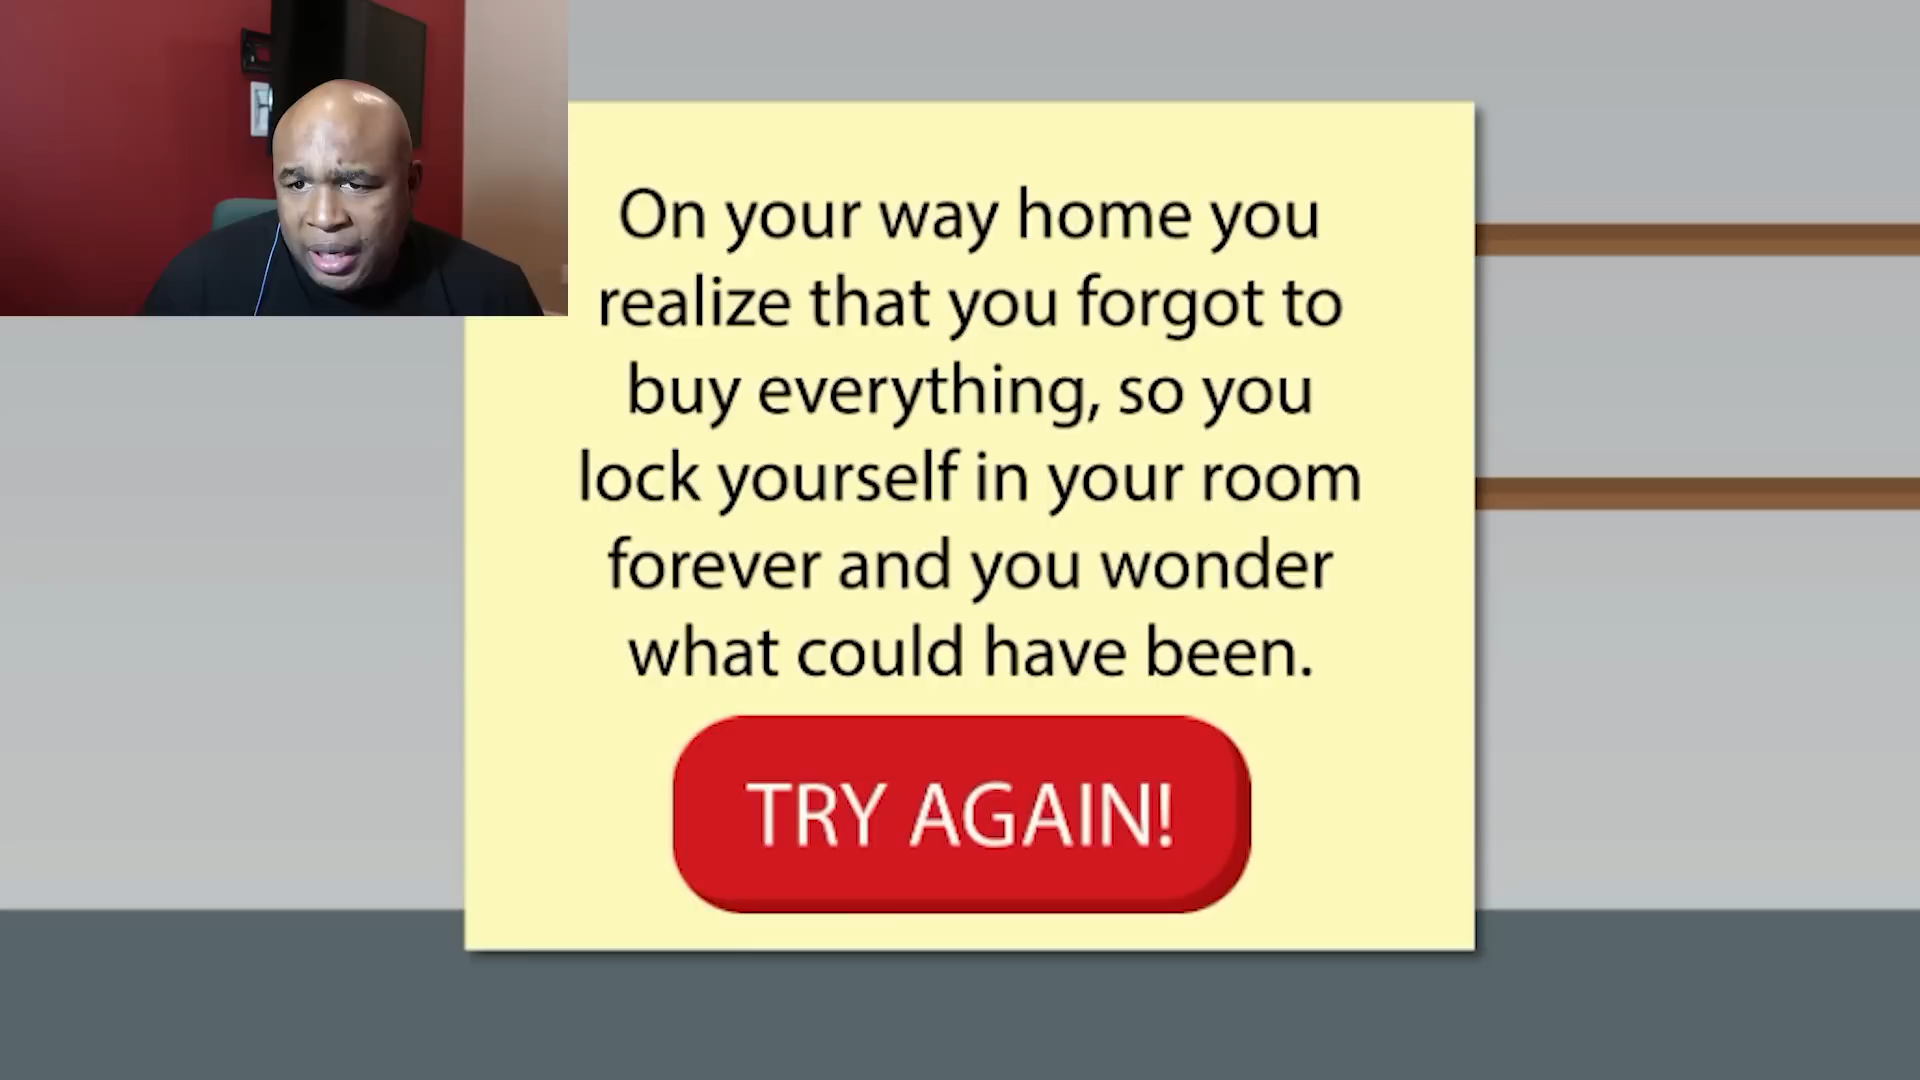 On your way home you
realize that you forgot to
buy everything, so you
lock yourself in your room
forever and you wonder
what could have been.
TRY AGAIN!